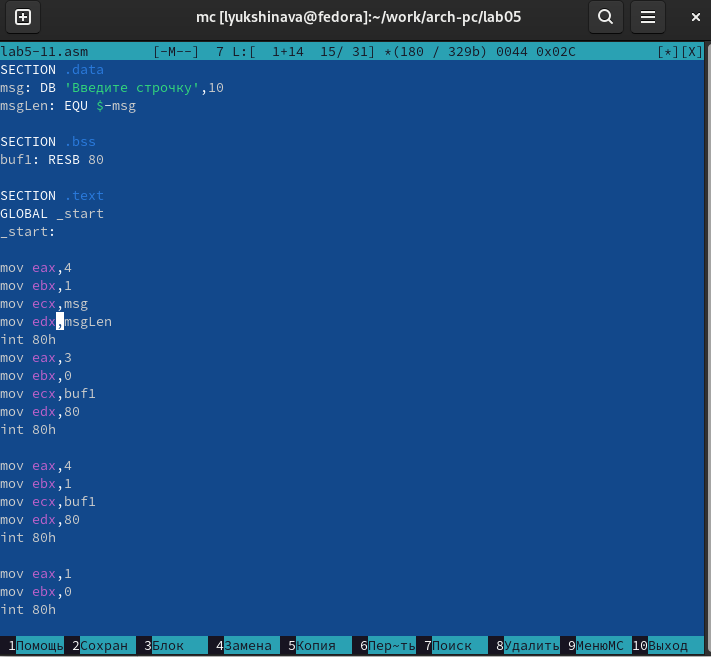 mc [lyukshinava@fedora]:~/work/arch-pc/lab05
lab5-11.asm [-M--] 7 L:[ 1+14 15/ 31] *(180 / 329b) 0044 0x02C [*][X]
SECTION .data
msg: DB 'Введите строчку',10
msgLen: EQU $-msg
SECTION .bss
buf1: RESB 80
SECTION .text
GLOBAL _start
_start:
mov eax,4
mov ebx,1
mov ecx,msg
mov edx,msgLen
int 80h
mov eax,3
mov ebx,0
mov ecx,buf1
mov edx,80
int 80h
mov eax,4
mov ebx,1
mov ecx,buf1
mov edx,80
int 80h
mov eax,1
mov ebx,0
int 80h
1Помощь 2Сохран 3Блок 4Замена 5Копия 6Пер~ть 7Поиск 8Удалить 9МенюMC 10Выход